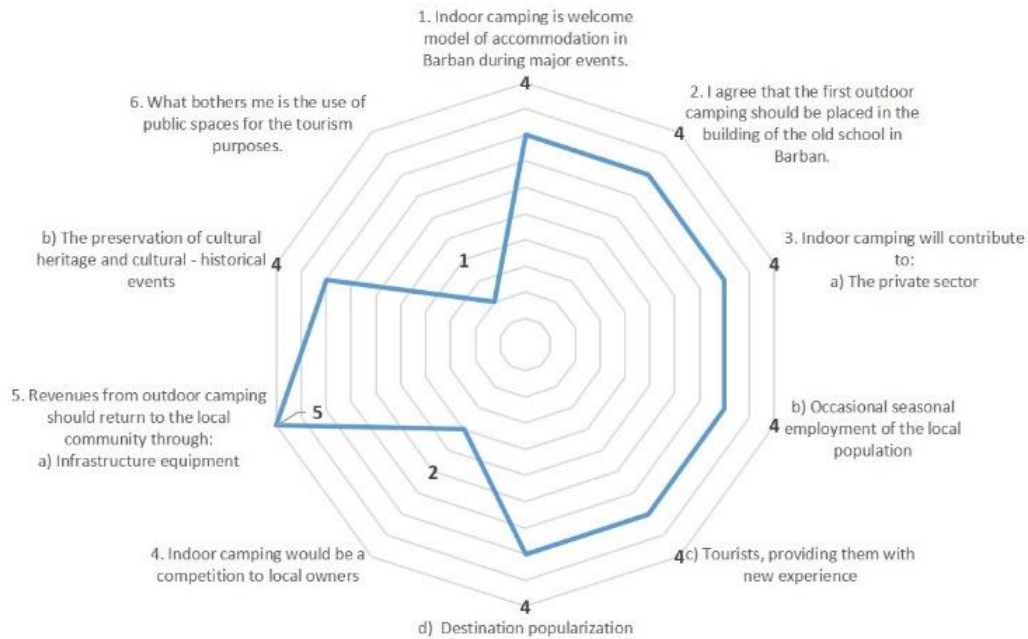 1. Indoor camping is welcome
model of accommodation in
Barban during major events.
4
2. I agree that the first outdoor
camping should be placed in the
building of the old school in
Barban.
4
3. Indoor camping will contribute
to:
a) The private sector
4
b) Occasional seasonal
employment of the local
population
4
c) Tourists, providing them with
new experience
4
d) Destination popularization
4
4. Indoor camping would be a
competition to local owners
2
5. Revenues from outdoor camping
should return to the local
community through:
a) Infrastructure equipment
5
b) The preservation of cultural
heritage and cultural - historical
events
4
6. What bothers me is the use of
public spaces for the tourism
purposes.
1